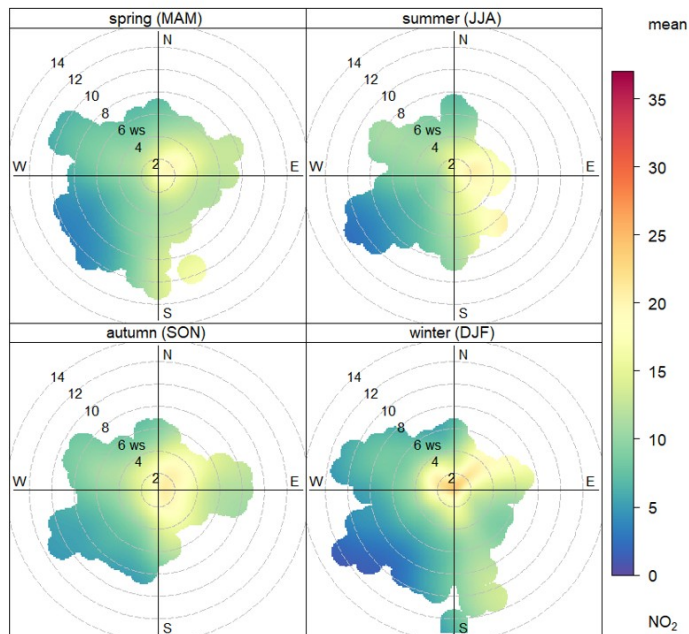 spring (MAM)
N
14
12
10
8
6 ws
4
2
W
E
S
summer (JJA)
N
14
12
10
8
6 ws
4
2
W
E
S
autumn (SON)
N
14
12
10
8
6 ws
4
2
W
E
S
winter (DJF)
N
14
12
10
8
6 ws
4
2
W
E
S
mean
35
30
25
20
15
10
5
0
NO₂